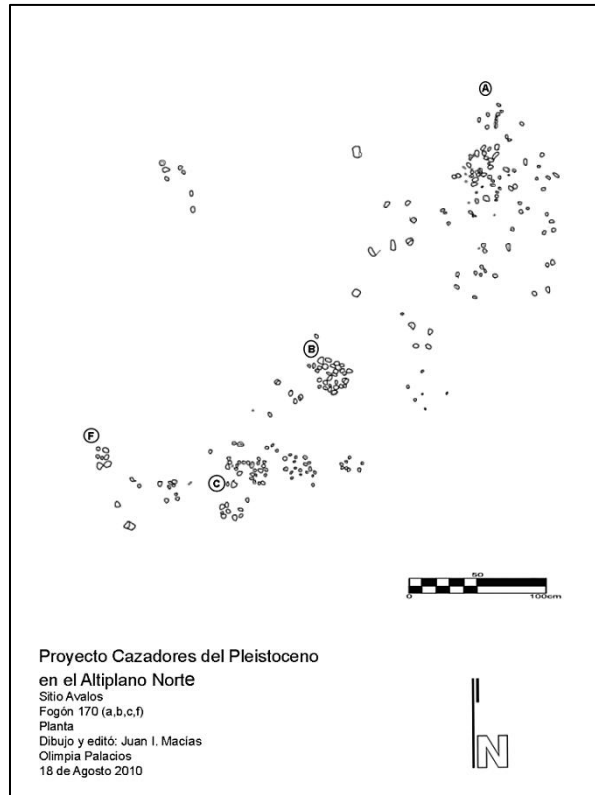 A
B
F
C
50
0 100cm
Proyecto Cazadores del Pleistoceno
en el Altiplano Norte
Sitio Avalos
Fogón 170 (a,b,c,f)
Planta
Dibujo y editó: Juan I. Macías
Olimpia Palacios
18 de Agosto 2010
N